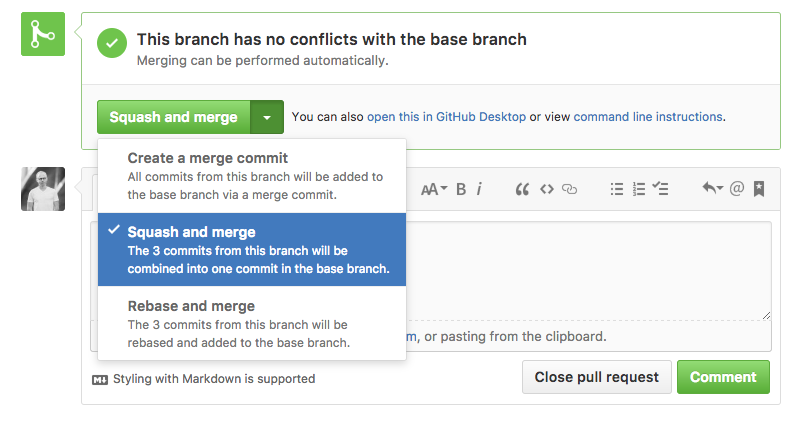 This branch has no conflicts with the base branch
Merging can be performed automatically.
Squash and merge
You can also open this in GitHub Desktop or view command line instructions.
Create a merge commit
All commits from this branch will be added to
the base branch via a merge commit.
AA B i
Squash and merge
The 3 commits from this branch will be
combined into one commit in the base branch.
Rebase and merge
The 3 commits from this branch will be
rebased and added to the base branch.
m, or pasting from the clipboard.
Styling with Markdown is supported
Close pull request
Comment